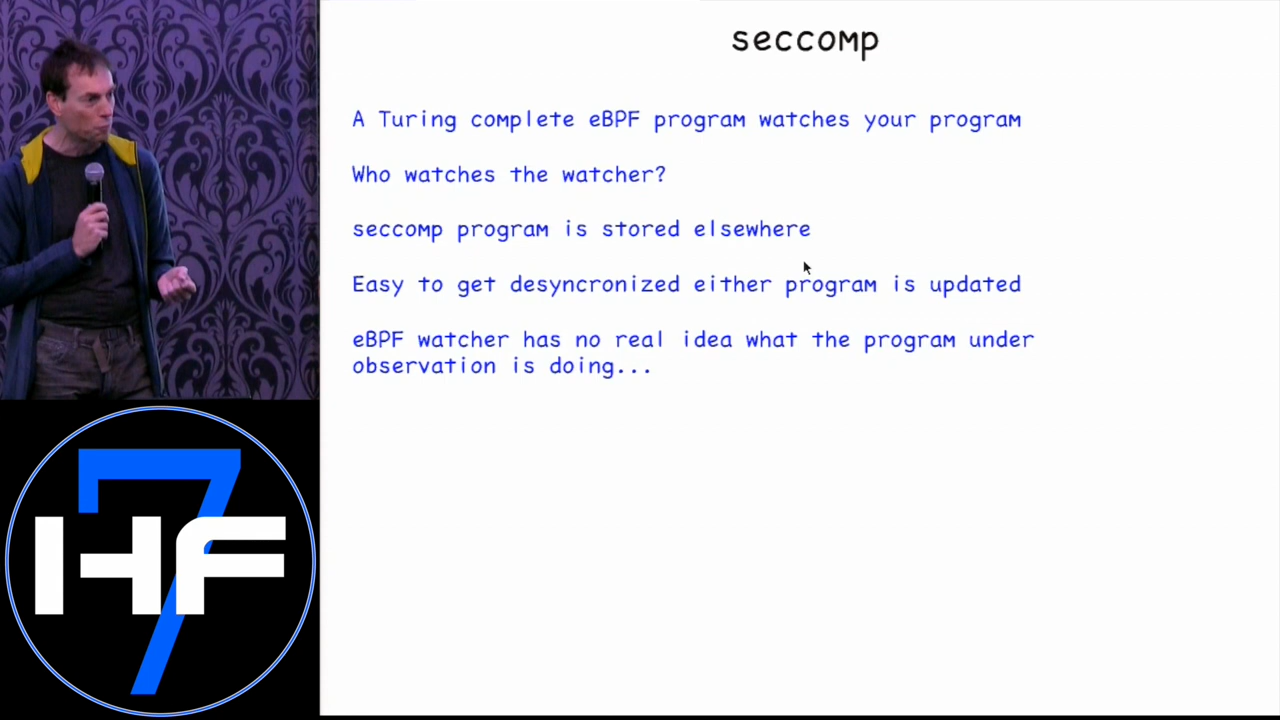 seccomp
A Turing complete eBPF program watches your program
Who watches the watcher?
seccomp program is stored elsewhere
Easy to get desyncronized either program is updated
eBPF watcher has no real idea what the program under
observation is doing...
7
HF